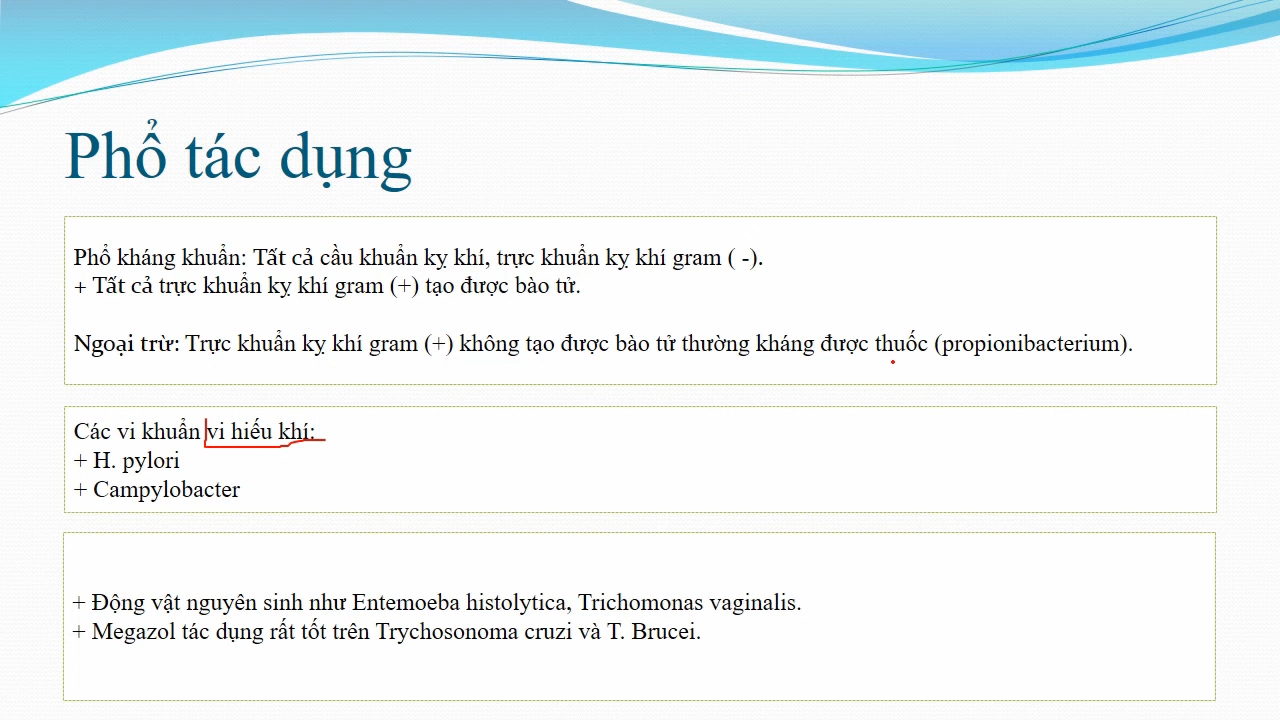 Phổ tác dụng
Phổ kháng khuẩn: Tất cả cầu khuẩn kỵ khí, trực khuẩn kỵ khí gram ( -).
+ Tất cả trực khuẩn kỵ khí gram (+) tạo được bào tử.
Ngoại trừ: Trực khuẩn kỵ khí gram (+) không tạo được bào tử thường kháng được thuốc (propionibacterium).
Các vi khuẩn vi hiếu khí:
+ H. pylori
+ Campylobacter
+ Động vật nguyên sinh như Entemoeba histolytica, Trichomonas vaginalis.
+ Megazol tác dụng rất tốt trên Trychosonoma cruzi và T. Brucei.